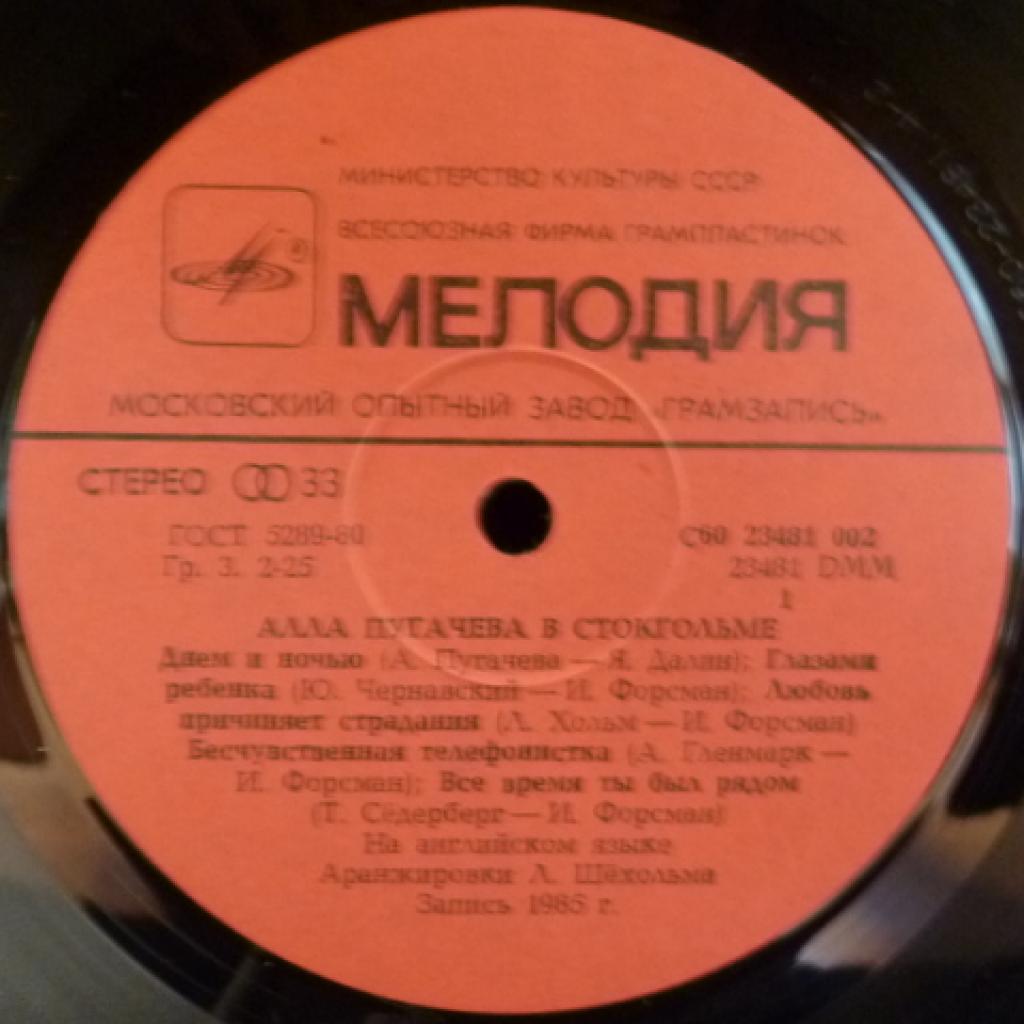 МИНИСТЕРСТВО КУЛЬТУРЫ СССР
ВСЕСОЮЗНАЯ ФИРМА ГРАМПЛАСТИНОК
МЕЛОДИЯ
МОСКОВСКИЙ ОПЫТНЫЙ ЗАВОД «ГРАМЗАПИСЬ»
СТЕРЕО 33
ГОСТ 5289-80
С60 23481 002
Гр. 3. 2-25
23481 DMM
1
АЛЛА ПУГАЧЕВА В СТОКГОЛЬМЕ
Днем и ночью (А. Пугачева — Я. Далин); Глазами
ребенка (Ю. Чернавский — И. Форсман); Любовь
причиняет страдания (Л. Хольм — И. Форсман)
Бесчувственная телефонистка (А. Гленмарк —
И. Форсман); Все время ты был рядом
(Т. Сёдерберг — И. Форсман)
На английском языке
Аранжировки Л. Щёхольма
Запись 1985 г.